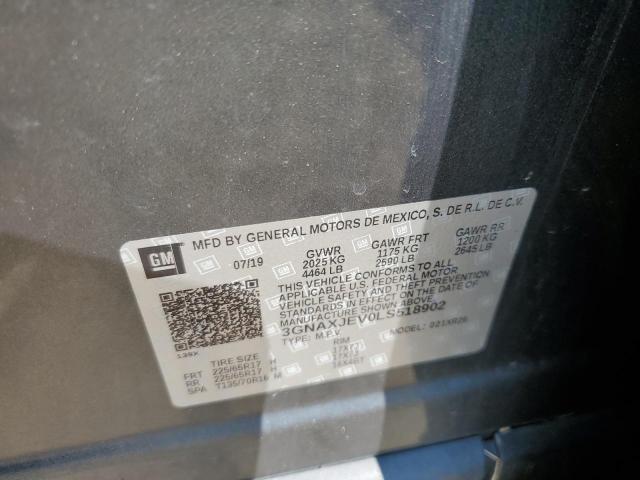 GM
MFD BY GENERAL MOTORS DE MEXICO, S. DE R.L. DE C.V.
07/19 GVWR GAWR FRT GAWR RR
2025 KG 1175 KG 1200 KG
4464 LB 2590 LB 2645 LB
THIS VEHICLE CONFORMS TO ALL
APPLICABLE U.S. FEDERAL MOTOR
VEHICLE SAFETY AND THEFT PREVENTION
STANDARDS IN EFFECT ON THE DATE OF
MANUFACTURE SHOWN ABOVE.
3GNAXJEV0LS518902
TYPE: M.P.V. MODEL:
TIRE SIZE RIM
FRT 225/65R17 H
RR 225/65R17 H
SPA T135/70R16 M